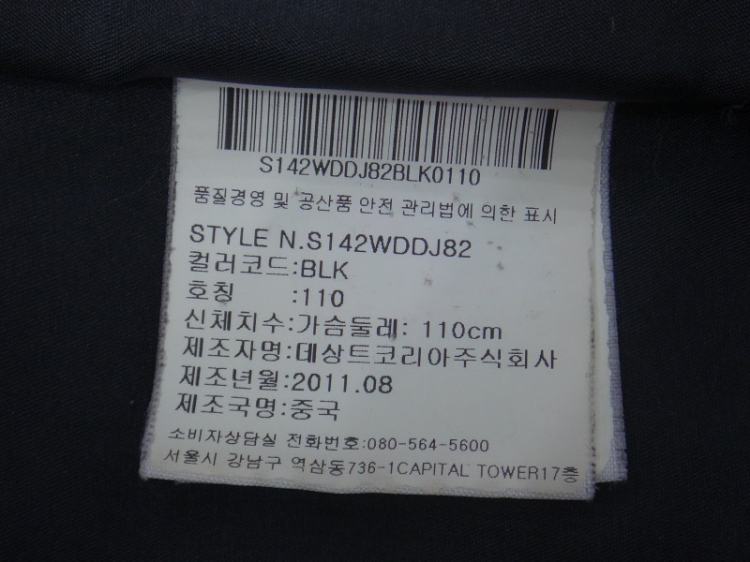 S142WDDJ82BLK0110
품질경영 및 공산품 안전 관리법에 의한 표시
STYLE N.S142WDDJ82
컬러코드:BLK
호칭 :110
신체치수:가슴둘레: 110cm
제조자명:데상트코리아주식회사
제조년월:2011.08
제조국명:중국
소비자상담실 전화번호:080-564-5600
서울시 강남구 역삼동736-1CAPITAL TOWER17층